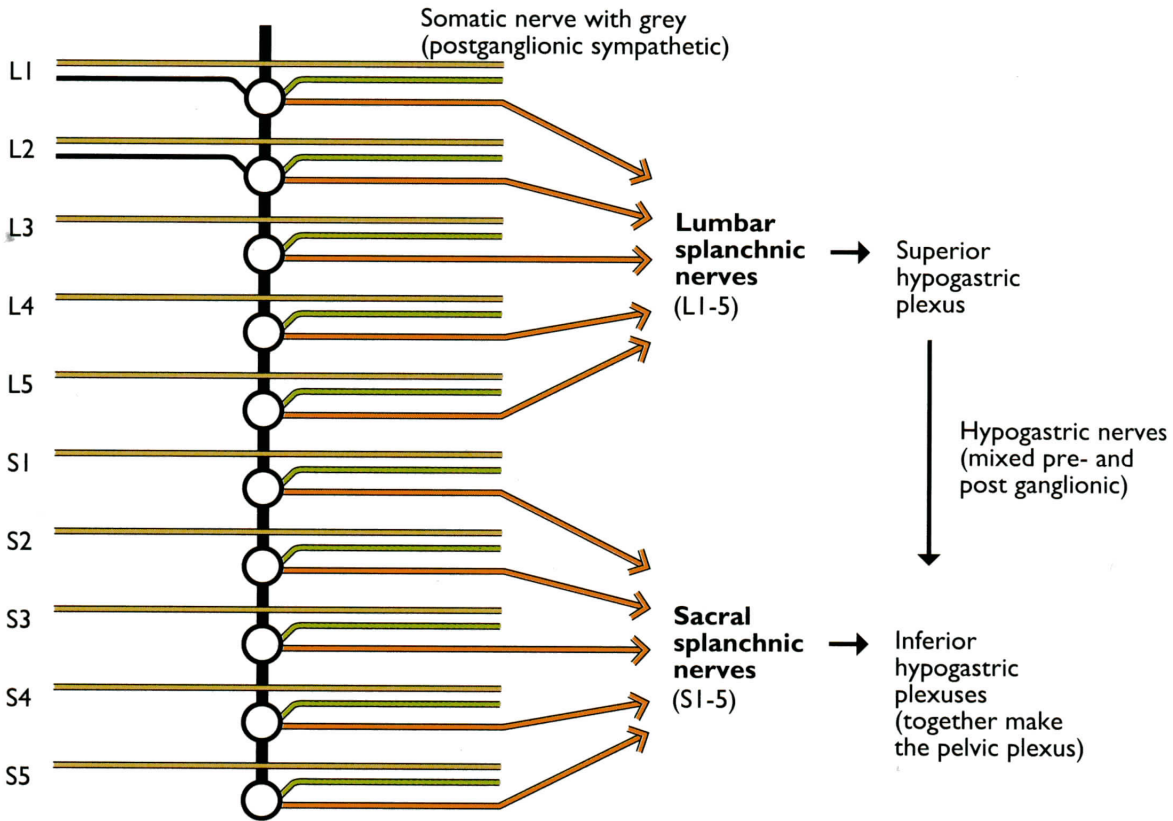 Somatic nerve with grey
(postganglionic sympathetic)
L1
L2
L3
L4
L5
S1
S2
S3
S4
S5
Lumbar
splanchnic
nerves
(L1-5)
Superior
hypogastric
plexus
Hypogastric nerves
(mixed pre- and
post ganglionic)
Sacral
splanchnic
nerves
(S1-5)
Inferior
hypogastric
plexuses
(together make
the pelvic plexus)